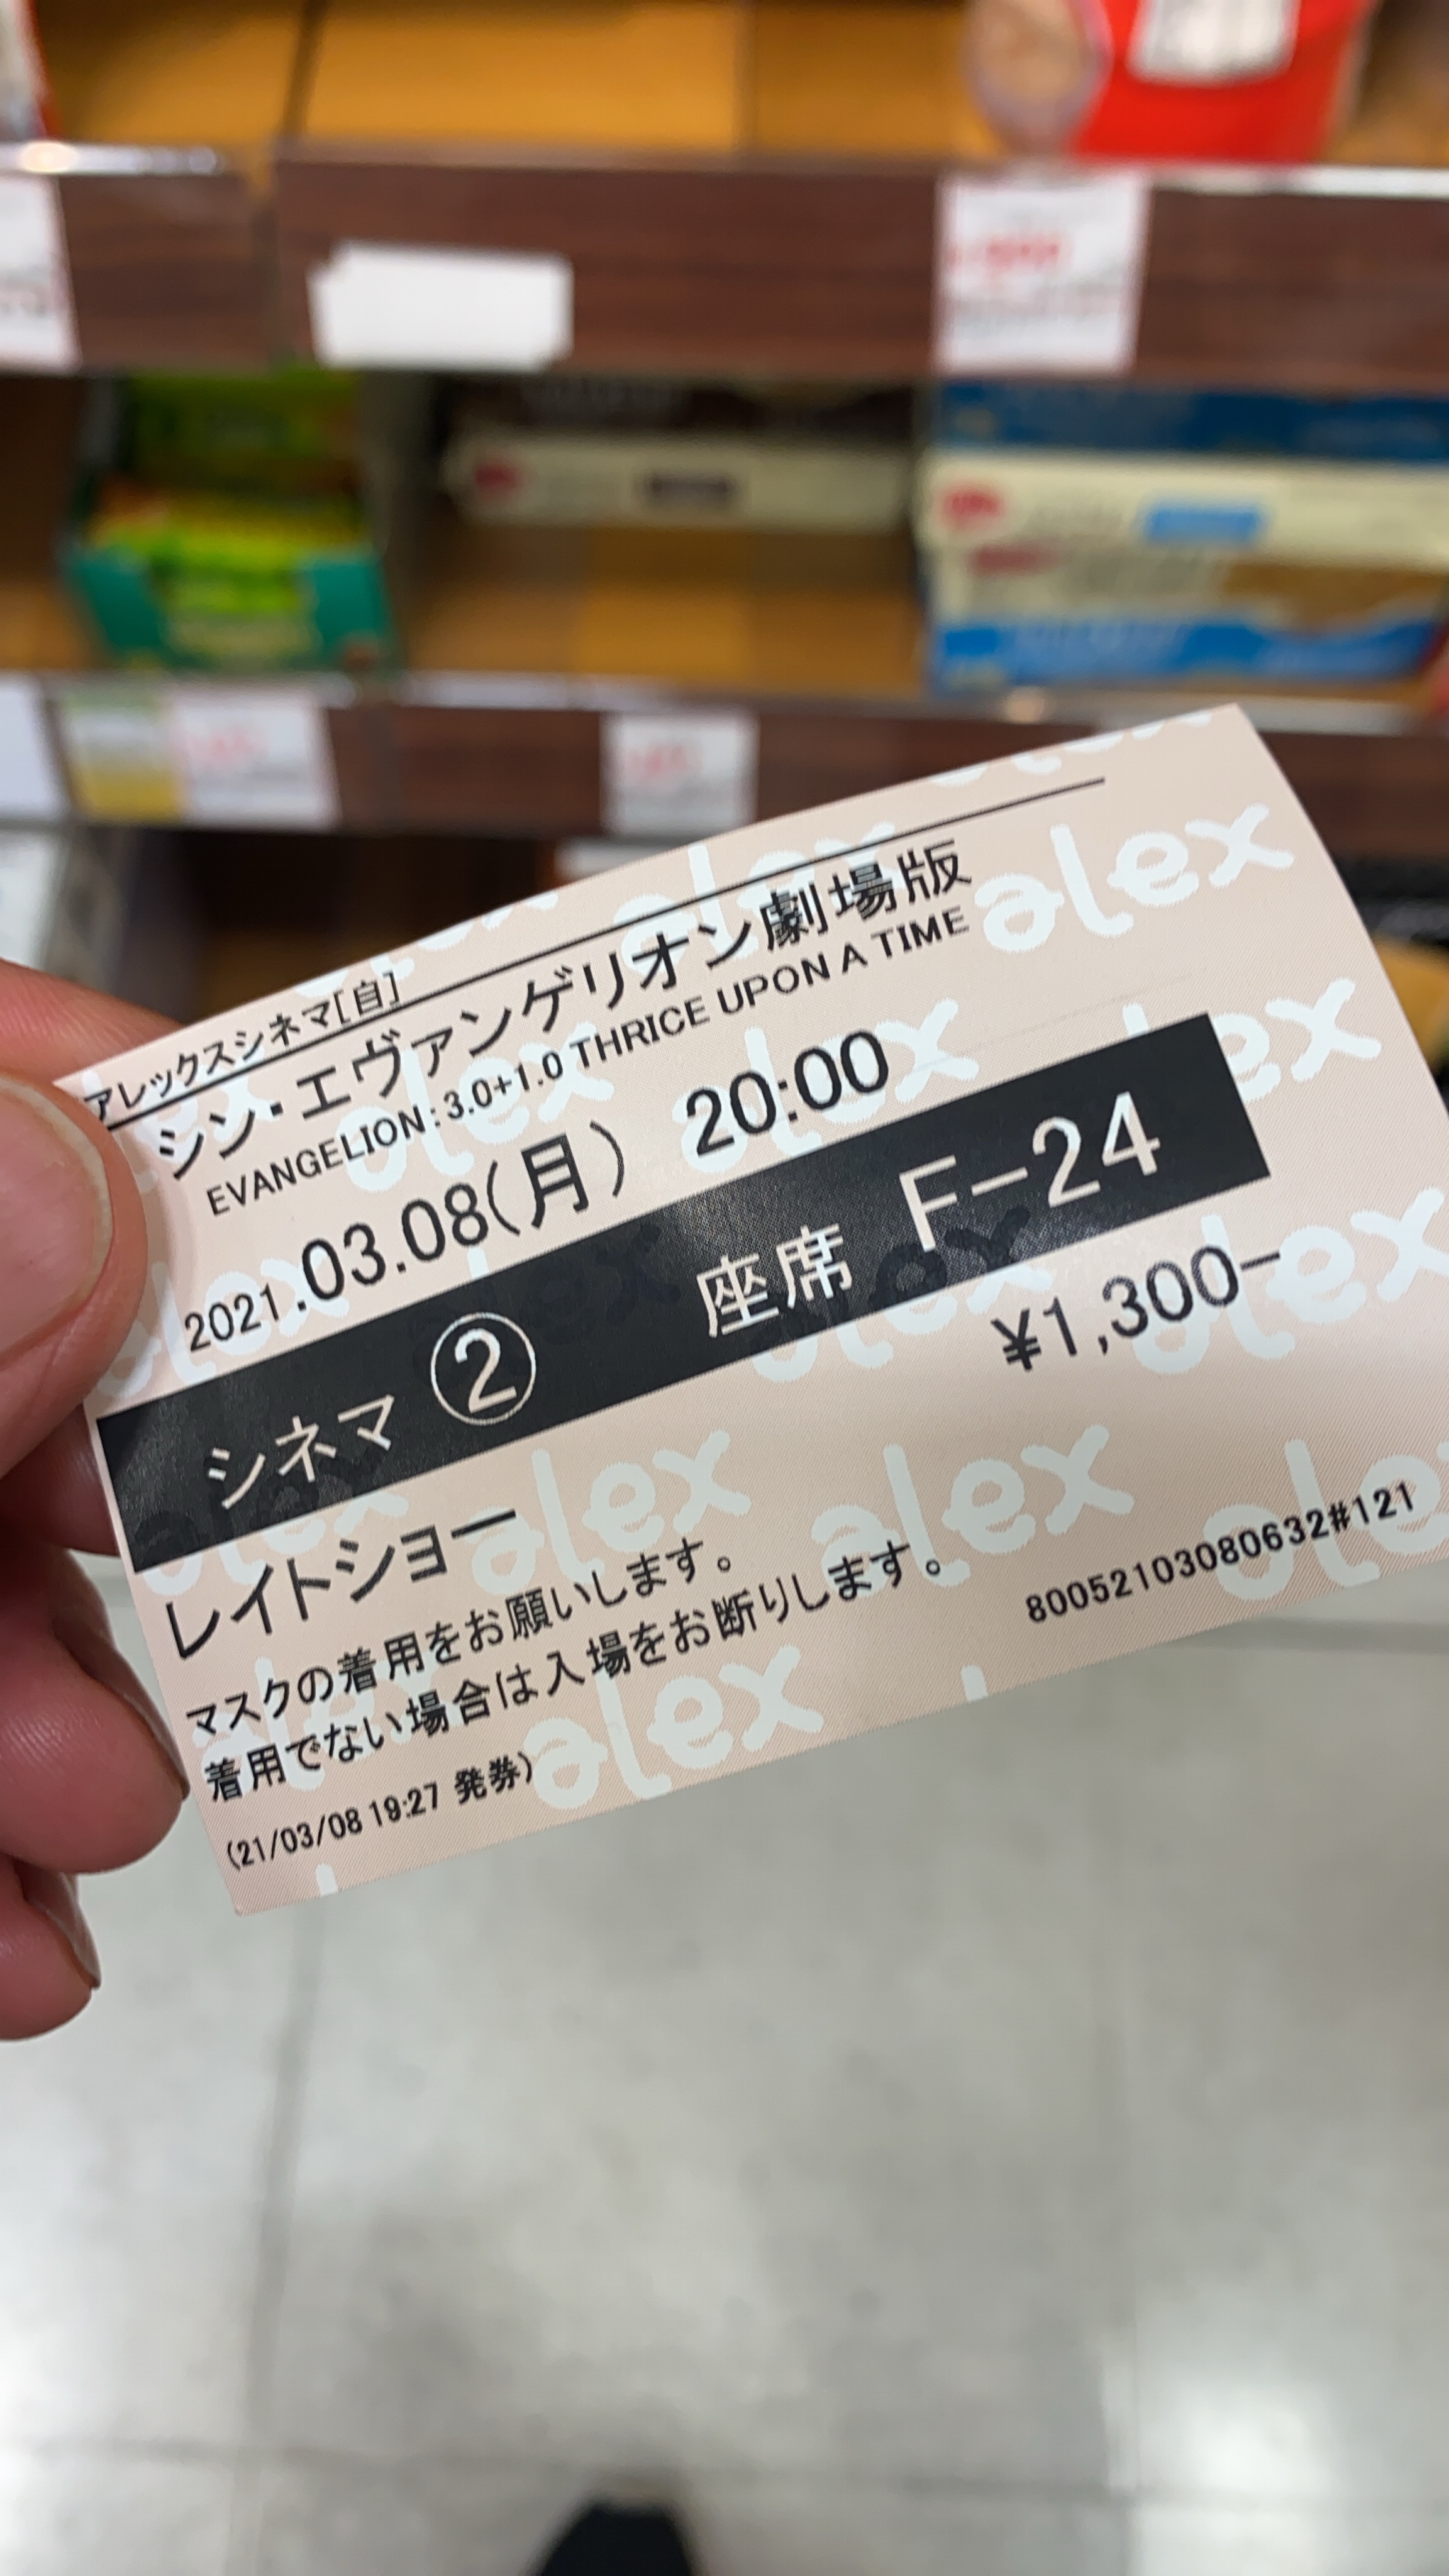 アレックスシネマ[自]
シン・エヴァンゲリオン劇場版
EVANGELION:3.0+1.0 THRICE UPON A TIME
2021.03.08(月) 20:00
シネマ ② 座席 F-24
¥1,300-
レイトショー
マスクの着用をお願いします。
着用でない場合は入場をお断りします。
(21/03/08 19:27 発券)
80052103080632#121
alex